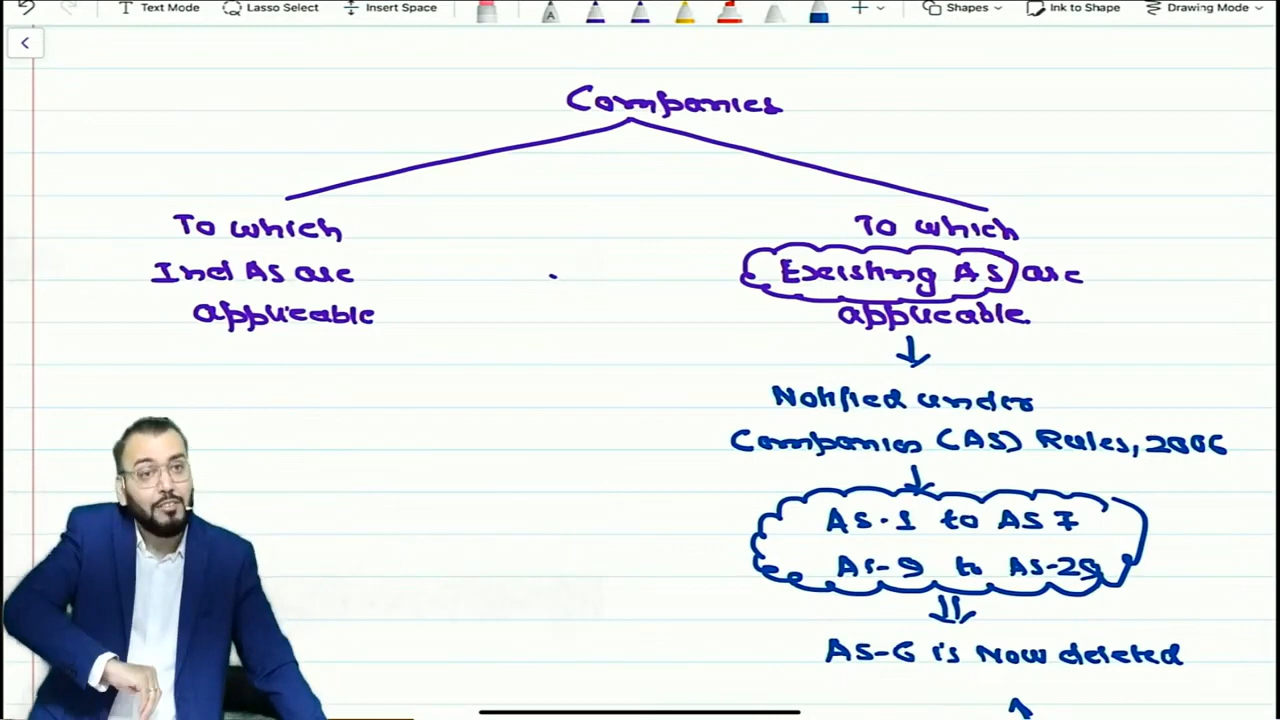 Text Mode
Lasso Select
Insert Space
Shapes
Ink to Shape
Drawing Mode
Companies
To which
Ind AS are
applicable
To which
Existing AS are
applicable
Notified under
Companies (AS) Rules, 2006
AS-1 to AS 7
AS-9 to AS-29
AS-6 is Now deleted